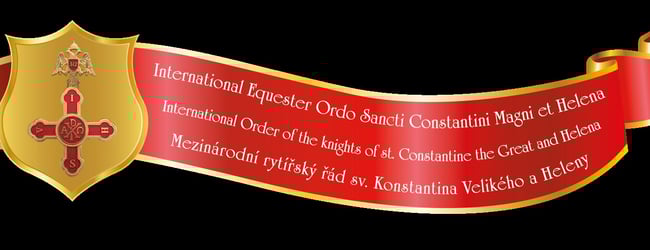 International Equester Ordo Sancti Constantini Magni et Helena
International Order of the knights of st. Constantine the Great and Helena
Mezinárodní rytířský řád sv. Konstantina Velikého a Heleny
I
V H
S